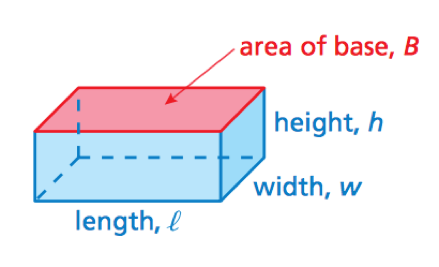 area of base, B
height, h
width, w
length, ℓ